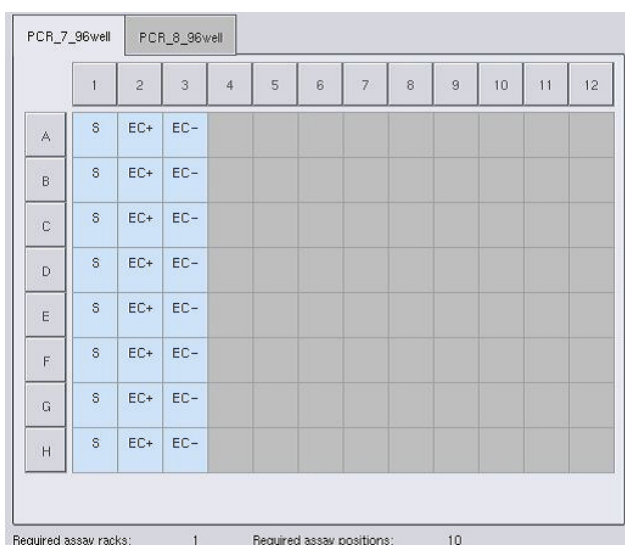 PCR_7_96well PCR_8_96well
1 2 3 4 5 6 7 8 9 10 11 12
A S EC+ EC-
B S EC+ EC-
C S EC+ EC-
D S EC+ EC-
E S EC+ EC-
F S EC+ EC-
G S EC+ EC-
H S EC+ EC-
Required assay racks: 1 Required assay positions: 10